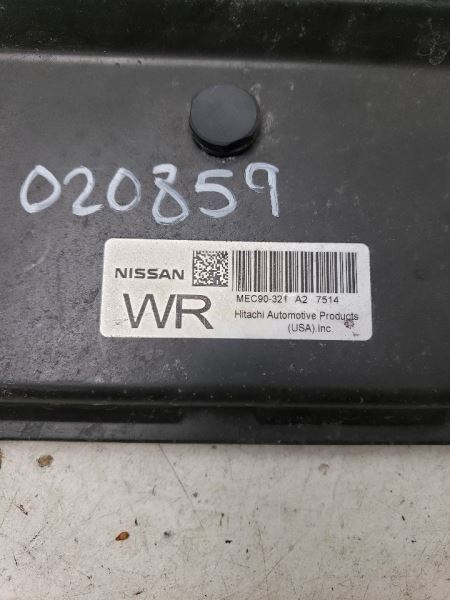 020859
NISSAN
WR
MEC90-321 A2 7514
Hitachi Automotive Products
(USA).Inc